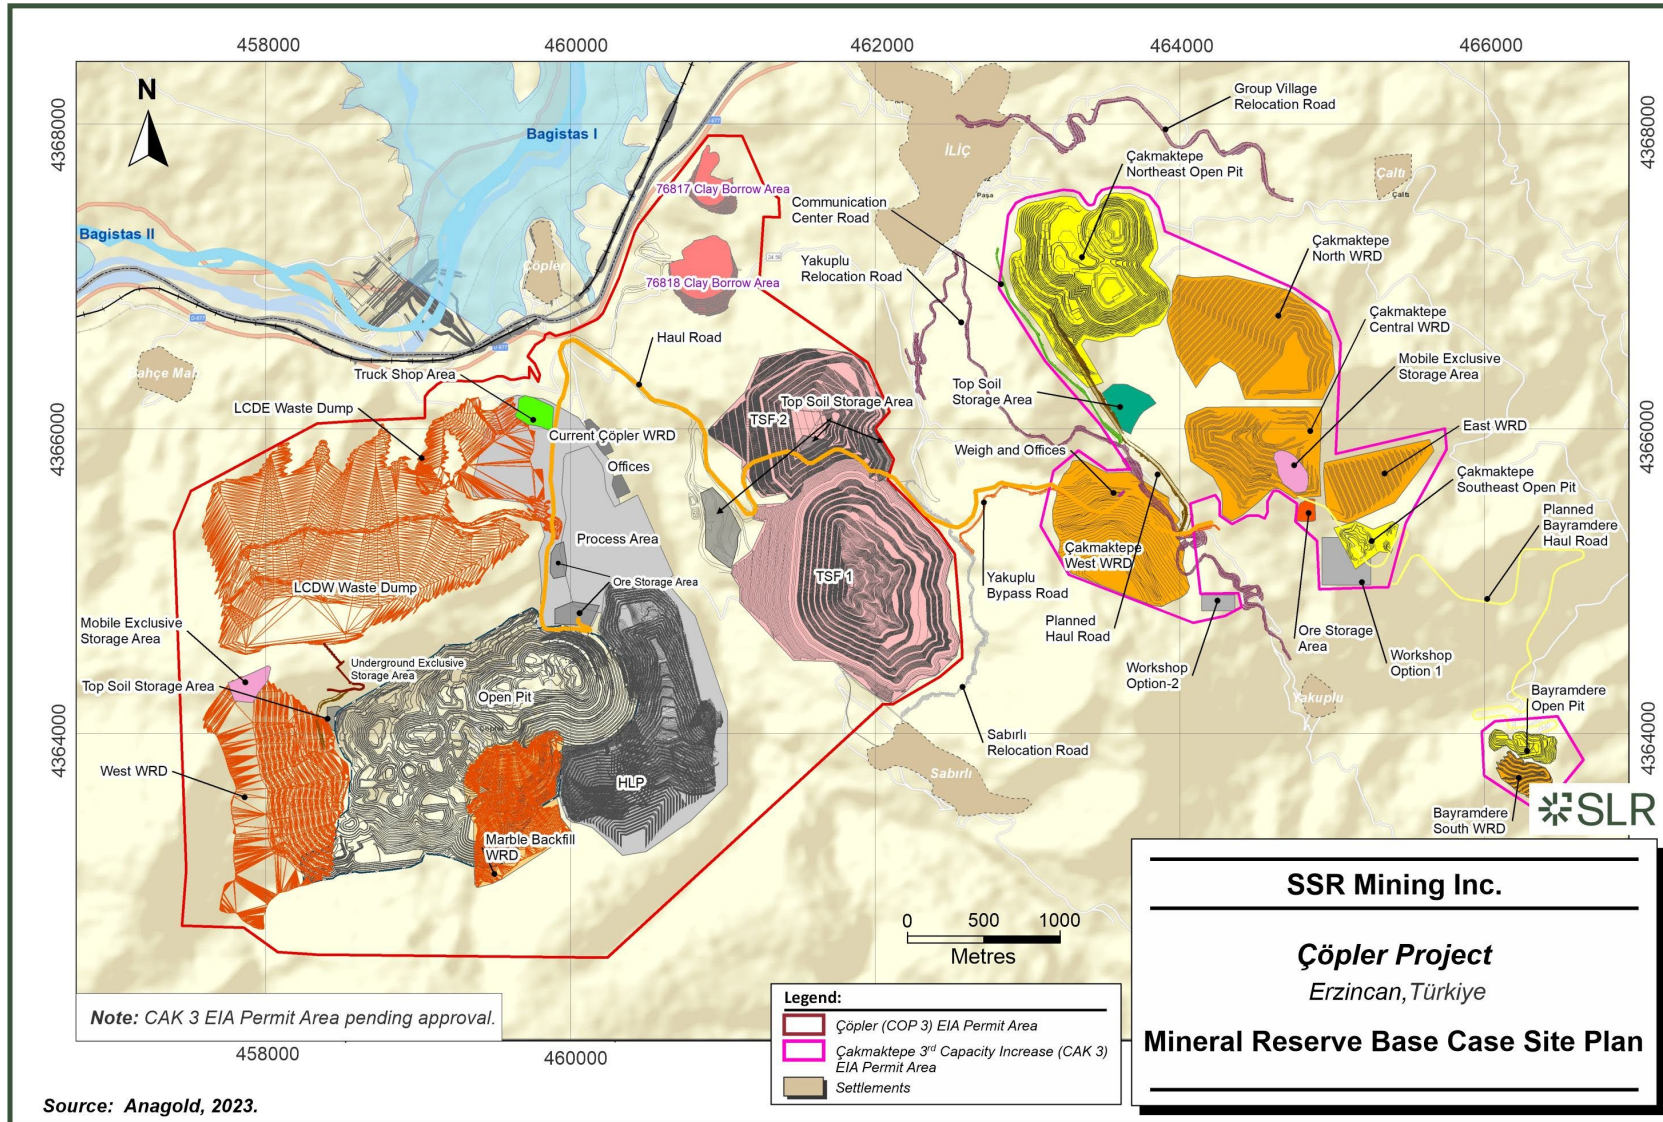 458000
460000
462000
464000
466000
4368000
4368000
N
Bagistas I
Bagistas II
Group Village
Relocation Road
İLİÇ
Çakmaktepe
Northeast Open Pit
Çaltı
Çaltı
Paşa
76817 Clay Borrow Area
Communication
Center Road
Çöpler
Yakuplu
Relocation Road
Çakmaktepe
North WRD
76818 Clay Borrow Area
Çakmaktepe
Central WRD
Haul Road
Mobile Exclusive
Storage Area
Bahçe Mah
Truck Shop Area
LCDE Waste Dump
Top Soil
Storage Area
Top Soil Storage Area
TSF 2
East WRD
4366000
4366000
Current Çöpler WRD
Weigh and Offices
Offices
Çakmaktepe
Southeast Open Pit
Planned
Bayramdere
Haul Road
Process Area
Çakmaktepe
West WRD
LCDW Waste Dump
Ore Storage Area
TSF 1
Yakuplu
Bypass Road
Planned
Haul Road
Ore Storage
Area
Mobile Exclusive
Storage Area
Underground Exclusive
Storage Area
Workshop
Option-2
Workshop
Option 1
Top Soil Storage Area
Open Pit
Çöpler
Yakuplu
Bayramdere
Open Pit
4364000
4364000
Sabırlı
Relocation Road
West WRD
Sabırlı
HLP
SLR
Bayramdere
South WRD
Marble Backfill
WRD
0 500 1000
Metres
Note: CAK 3 EIA Permit Area pending approval.
458000
460000
Legend:
Çöpler (COP 3) EIA Permit Area
Çakmaktepe 3rd Capacity Increase (CAK 3)
EIA Permit Area
Settlements
SSR Mining Inc.
Çöpler Project
Erzincan,Türkiye
Mineral Reserve Base Case Site Plan
Source: Anagold, 2023.